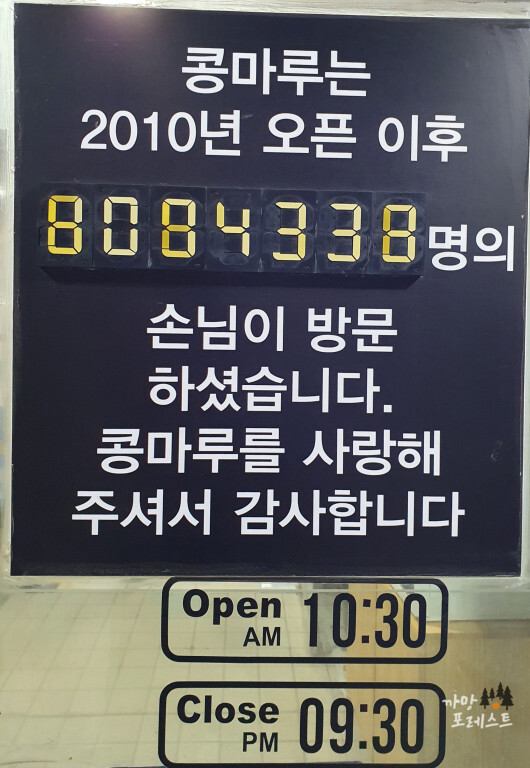 콩마루는
2010년 오픈 이후
8084338명의
손님이 방문
하셨습니다.
콩마루를 사랑해
주셔서 감사합니다
Open AM 10:30
Close PM 09:30
까망
포레스트